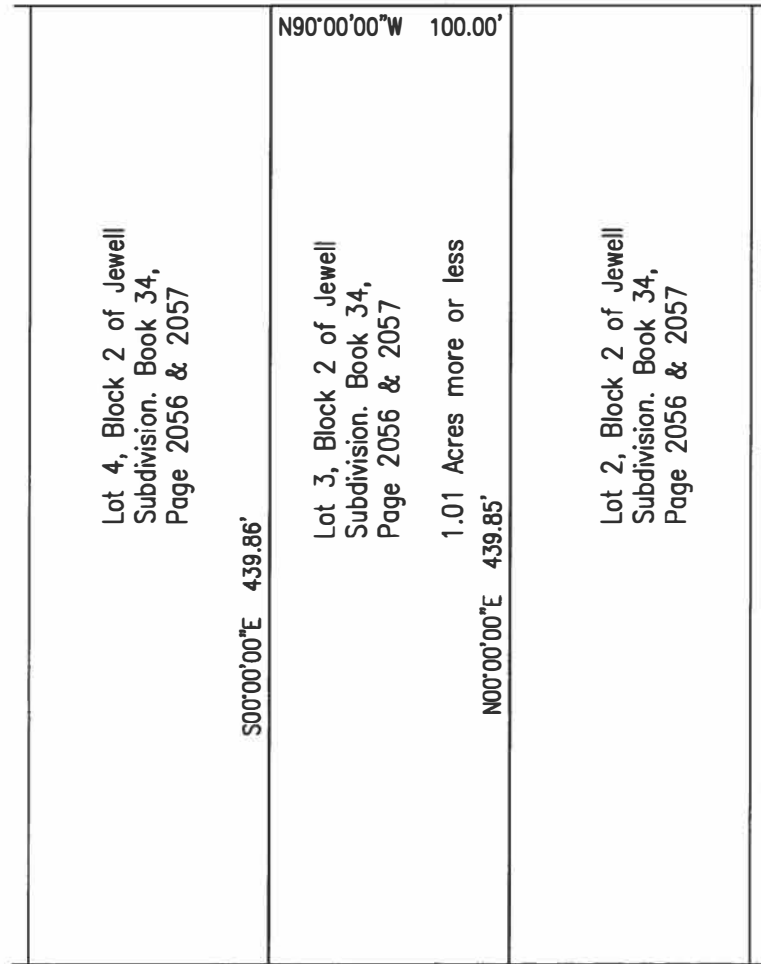 N90°00'00"W 100.00'
Lot 4, Block 2 of Jewell
Subdivision. Book 34,
Page 2056 & 2057
S00°00'00"E 439.86'
Lot 3, Block 2 of Jewell
Subdivision. Book 34,
Page 2056 & 2057
1.01 Acres more or less
N00°00'00"E 439.85'
Lot 2, Block 2 of Jewell
Subdivision. Book 34,
Page 2056 & 2057